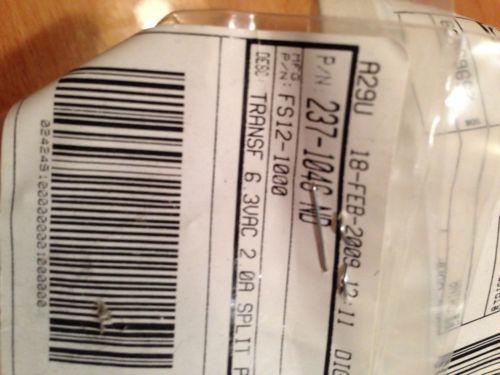 A29U 18-FEB-2009 12:11 DIG
P/N: 237-1046-ND
MFG P/N: FS12-1000
DESC: TRANSF 6.3VAC 2.0A SPLIT P